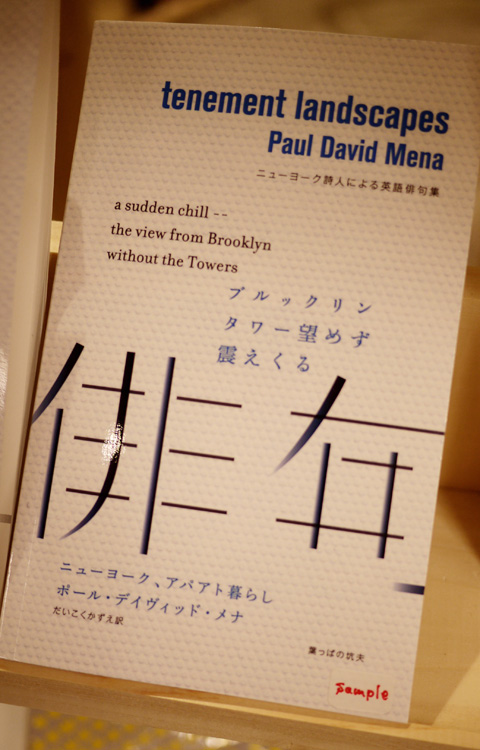 tenement landscapes
Paul David Mena
ニューヨーク詩人による英語俳句集
a sudden chill --
the view from Brooklyn
without the Towers
ブルックリン
タワー望めず
震えくる
俳句
ニューヨーク、アパアト暮らし
ポール・デイヴィッド・メナ
だいこくかずえ訳
葉っぱの坑夫
sample